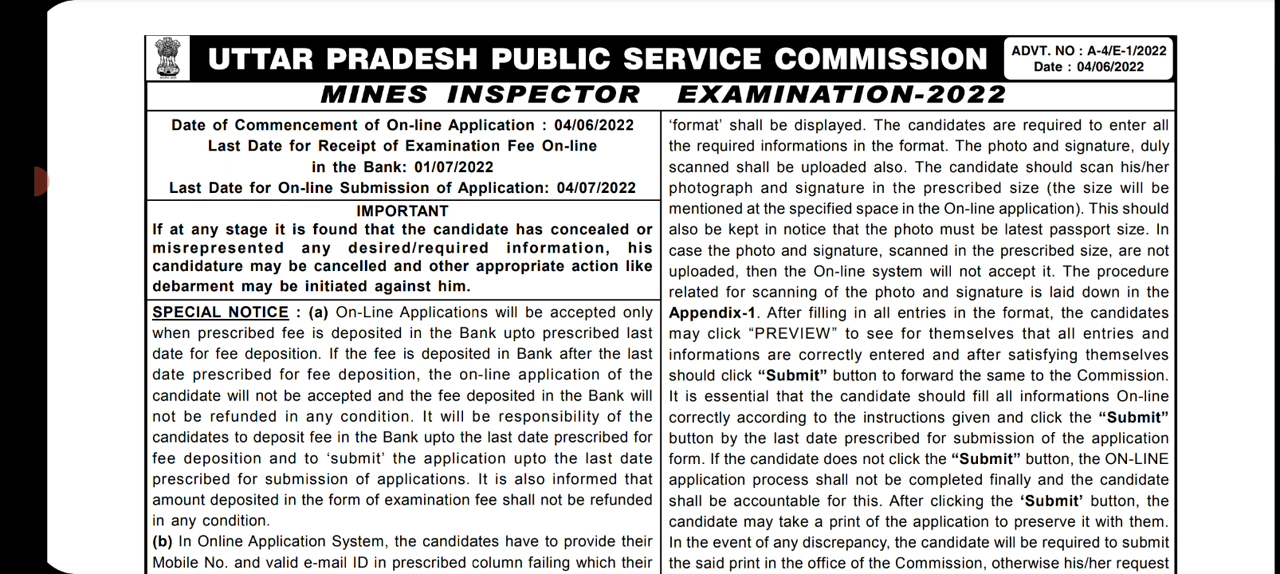 UTTAR PRADESH PUBLIC SERVICE COMMISSION
ADVT. NO : A-4/E-1/2022
Date : 04/06/2022
MINES INSPECTOR EXAMINATION-2022
Date of Commencement of On-line Application : 04/06/2022
Last Date for Receipt of Examination Fee On-line
in the Bank: 01/07/2022
Last Date for On-line Submission of Application: 04/07/2022
IMPORTANT
If at any stage it is found that the candidate has concealed or
misrepresented any desired/required information, his
candidature may be cancelled and other appropriate action like
debarment may be initiated against him.
SPECIAL NOTICE : (a) On-Line Applications will be accepted only
when prescribed fee is deposited in the Bank upto prescribed last
date for fee deposition. If the fee is deposited in Bank after the last
date prescribed for fee deposition, the on-line application of the
candidate will not be accepted and the fee deposited in the Bank will
not be refunded in any condition. It will be responsibility of the
candidates to deposit fee in the Bank upto the last date prescribed for
fee deposition and to ‘submit’ the application upto the last date
prescribed for submission of applications. It is also informed that
amount deposited in the form of examination fee shall not be refunded
in any condition.
(b) In Online Application System, the candidates have to provide their
Mobile No. and valid e-mail ID in prescribed column failing which their
‘format’ shall be displayed. The candidates are required to enter all
the required informations in the format. The photo and signature, duly
scanned shall be uploaded also. The candidate should scan his/her
photograph and signature in the prescribed size (the size will be
mentioned at the specified space in the On-line application). This should
also be kept in notice that the photo must be latest passport size. In
case the photo and signature, scanned in the prescribed size, are not
uploaded, then the On-line system will not accept it. The procedure
related for scanning of the photo and signature is laid down in the
Appendix-1. After filling in all entries in the format, the candidates
may click “PREVIEW” to see for themselves that all entries and
informations are correctly entered and after satisfying themselves
should click “Submit” button to forward the same to the Commission.
It is essential that the candidate should fill all informations On-line
correctly according to the instructions given and click the “Submit”
button by the last date prescribed for submission of the application
form. If the candidate does not click the “Submit” button, the ON-LINE
application process shall not be completed finally and the candidate
shall be accountable for this. After clicking the ‘Submit’ button, the
candidate may take a print of the application to preserve it with them.
In the event of any discrepancy, the candidate will be required to submit
the said print in the office of the Commission, otherwise his/her request